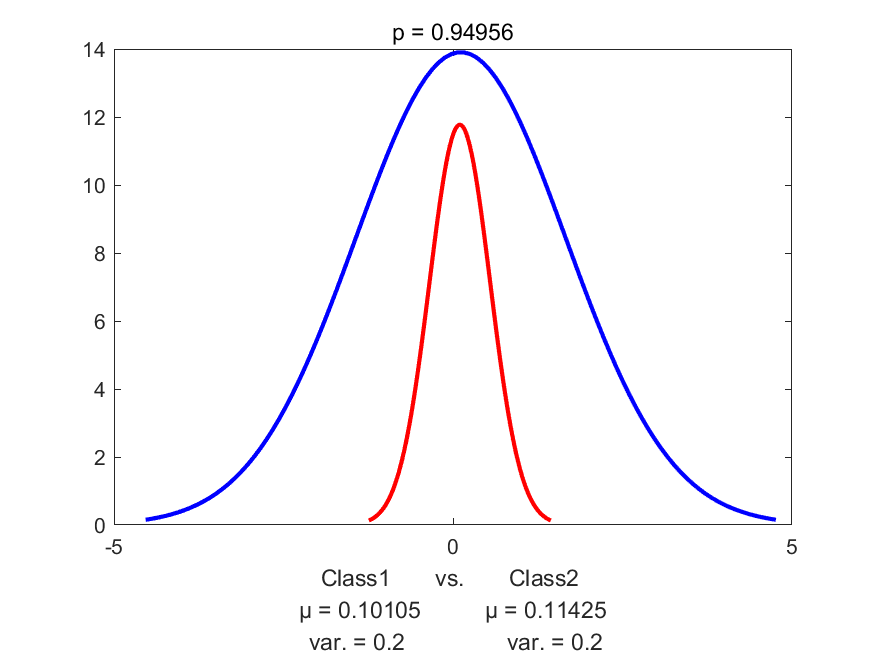 p = 0.94956
14
12
10
8
6
4
2
0
-5 0 5
Class1 vs. Class2
μ = 0.10105 μ = 0.11425
var. = 0.2 var. = 0.2